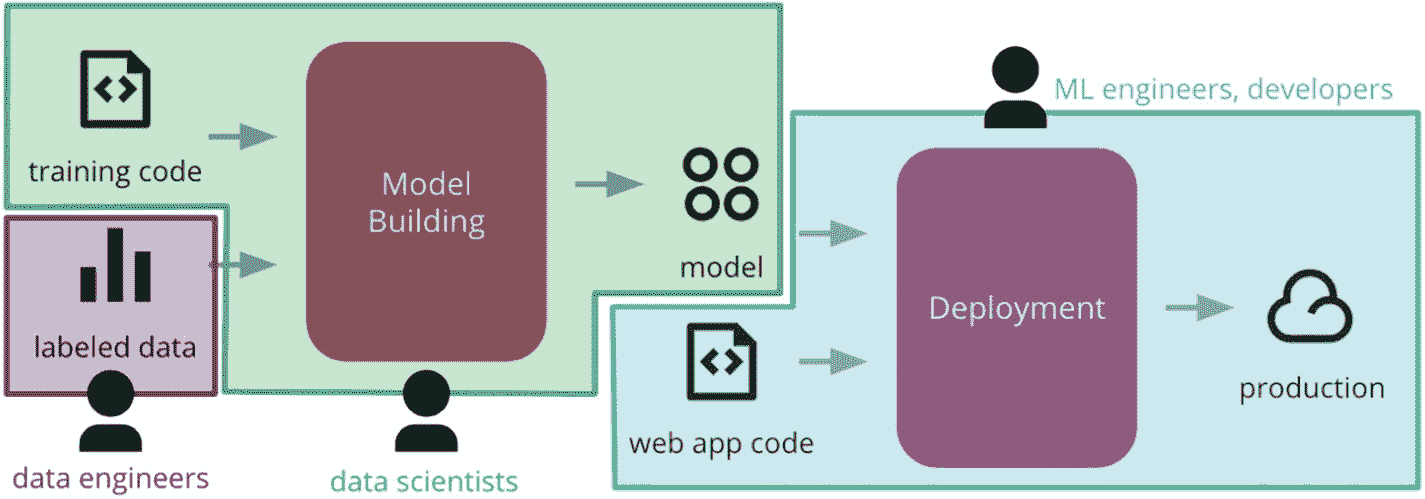 training code
Model
Building
model
labeled data
data engineers
data scientists
ML engineers, developers
Deployment
web app code
production